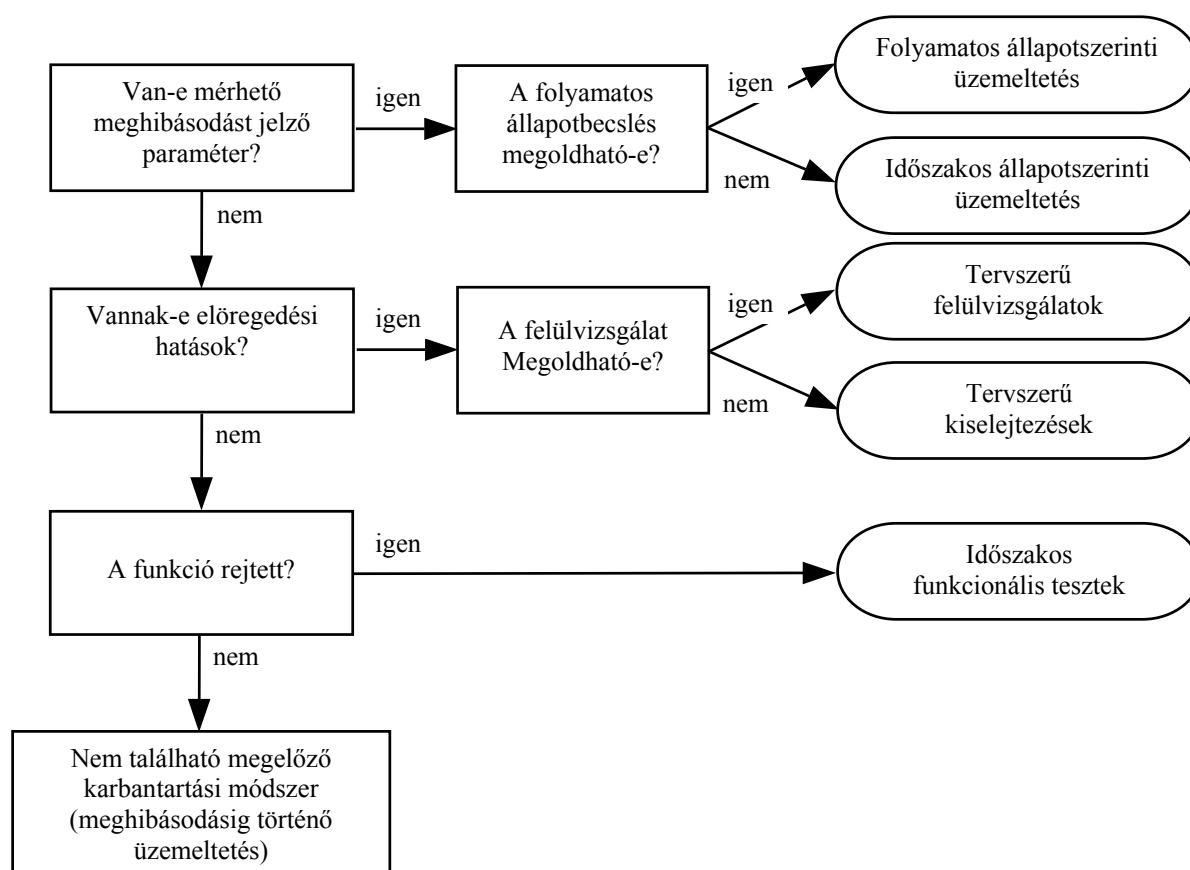 Van-e mérhető
meghibásodást jelző
paraméter?
igen
A folyamatos
állapotbecslés
megoldható-e?
igen
Folyamatos állapotszerinti
üzemeltetés
nem
Időszakos állapotszerinti
üzemeltetés
nem
Vannak-e elöregedési
hatások?
igen
A felülvizsgálat
Megoldható-e?
igen
Tervszerű
felülvizsgálatok
nem
Tervszerű
kiselejtezések
nem
A funkció rejtett?
igen
Időszakos
funkcionális tesztek
nem
Nem található megelőző
karbantartási módszer
(meghibásodásig történő
üzemeltetés)